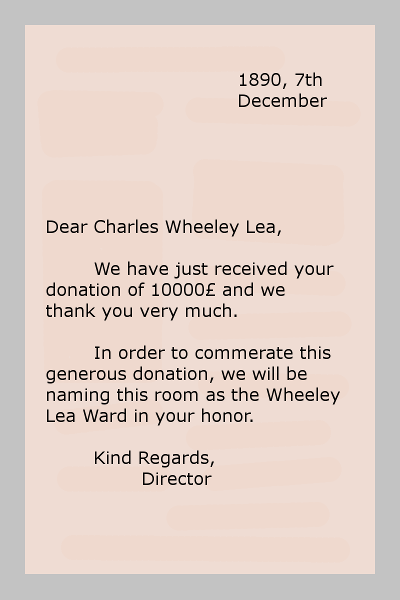 1890, 7th
December
Dear Charles Wheeley Lea,
We have just received your
donation of 10000£ and we
thank you very much.
In order to commerate this
generous donation, we will be
naming this room as the Wheeley
Lea Ward in your honor.
Kind Regards,
Director